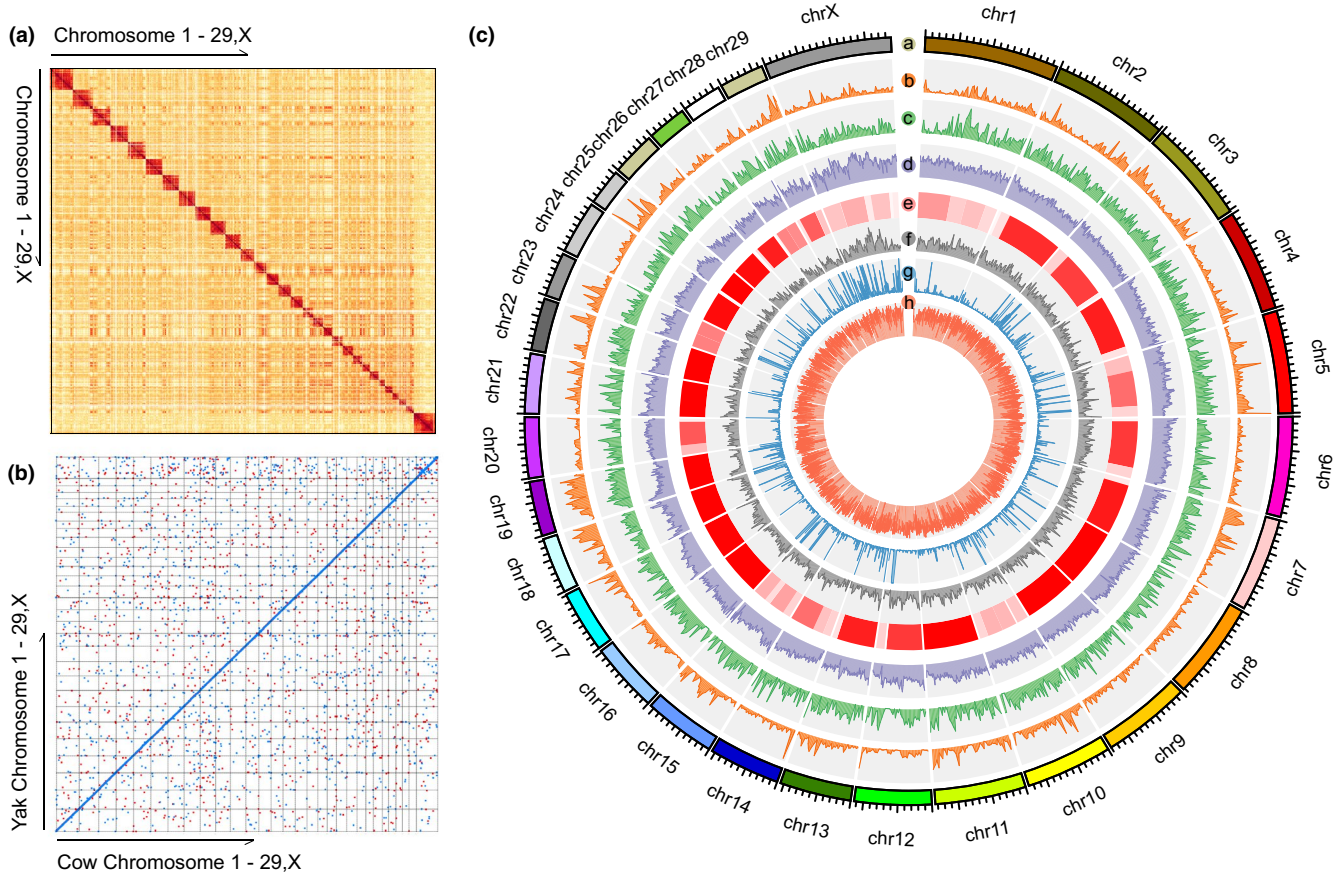 (a)
Chromosome 1 - 29,X
Chromosome 1 - 29,X
(b)
Yak Chromosome 1 - 29,X
Cow Chromosome 1 - 29,X
(c)
a
b
c
d
e
f
g
h
chr1
chr2
chr3
chr4
chr5
chr6
chr7
chr8
chr9
chr10
chr11
chr12
chr13
chr14
chr15
chr16
chr17
chr18
chr19
chr20
chr21
chr22
chr23
chr24
chr25
chr26
chr27
chr28
chr29
chrX